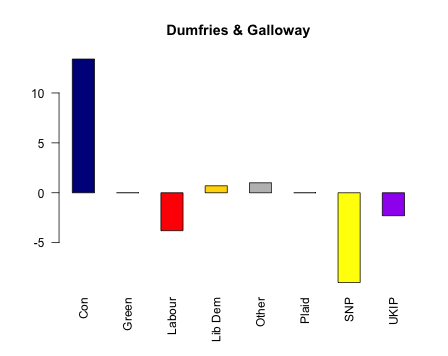 Dumfries & Galloway
10
5
0
-5
Con
Green
Labour
Lib Dem
Other
Plaid
SNP
UKIP